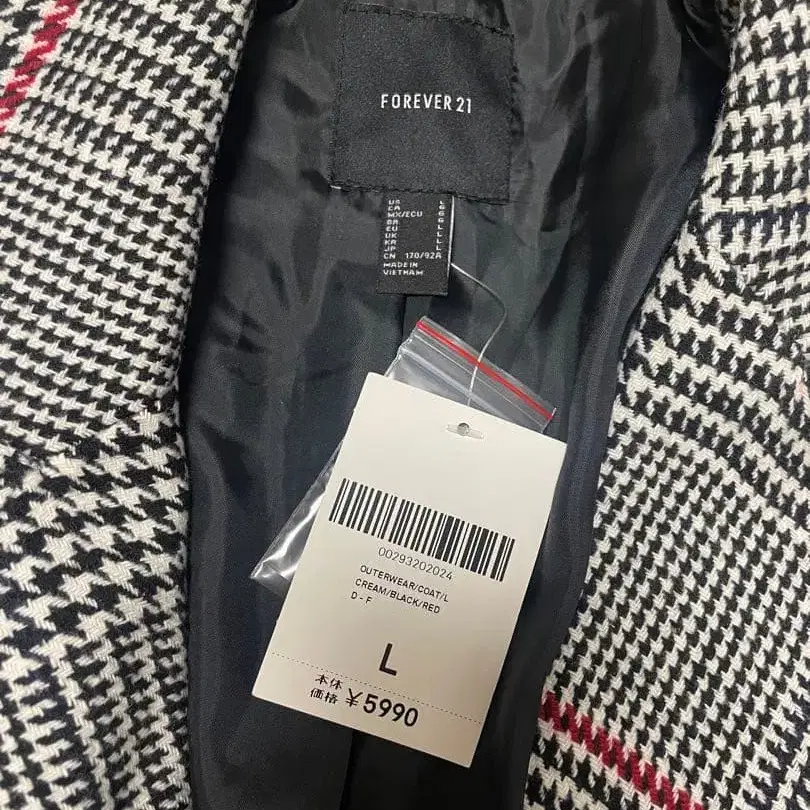 FOREVER 21
US L
CA G
MX/ECU G
BR G
EU L
UK L
KR L
JP L
CN 170/92A
MADE IN
VIETNAM
00293202024
OUTERWEAR/COAT/L
CREAM/BLACK/RED
D - F
L
本体
価格 ¥5990